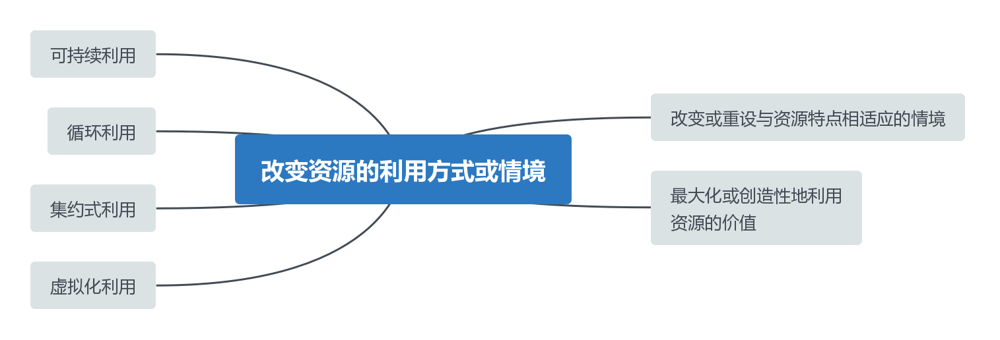 可持续利用
循环利用
集约式利用
虚拟化利用
改变资源的利用方式或情境
改变或重设与资源特点相适应的情境
最大化或创造性地利用
资源的价值